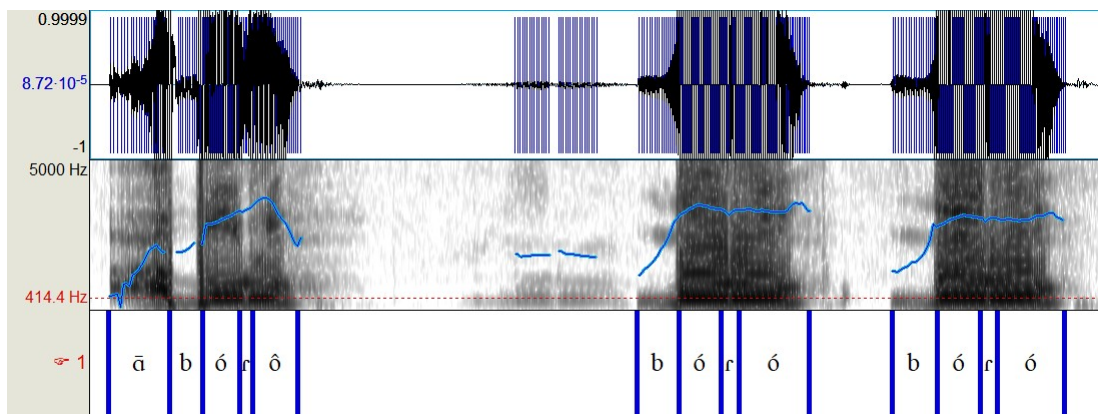 0.9999
8.72·10⁻⁵
-1
5000 Hz
414.4 Hz
☞ 1
ā b ó ɾ ô b ó ɾ ó b ó ɾ ó